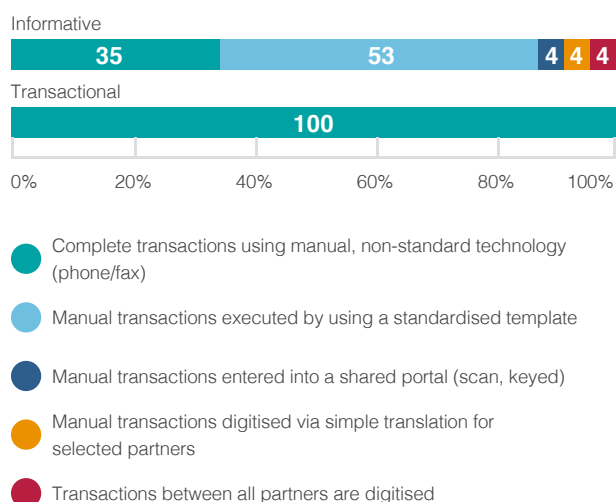 Informative
35 53 4 4 4
Transactional
100
0% 20% 40% 60% 80% 100%
Complete transactions using manual, non-standard technology
(phone/fax)
Manual transactions executed by using a standardised template
Manual transactions entered into a shared portal (scan, keyed)
Manual transactions digitised via simple translation for
selected partners
Transactions between all partners are digitised